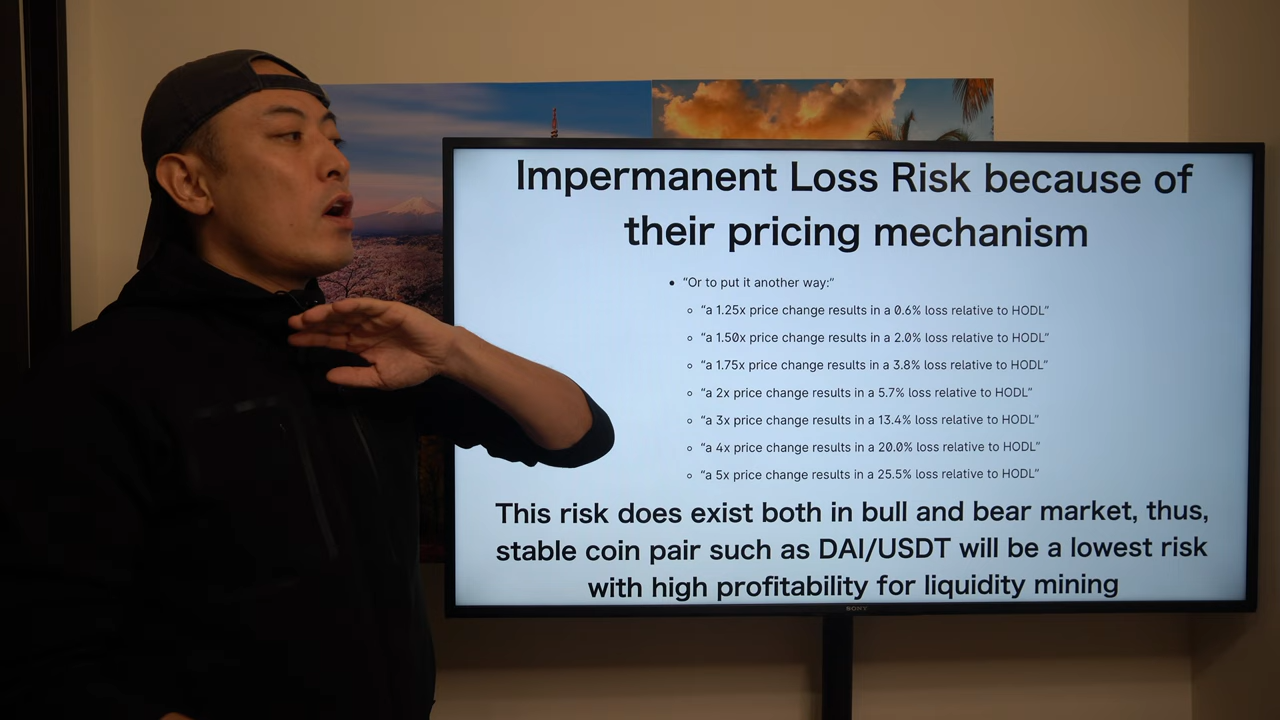 Impermanent Loss Risk because of
their pricing mechanism
• “Or to put it another way:”
◦ “a 1.25x price change results in a 0.6% loss relative to HODL”
◦ “a 1.50x price change results in a 2.0% loss relative to HODL”
◦ “a 1.75x price change results in a 3.8% loss relative to HODL”
◦ “a 2x price change results in a 5.7% loss relative to HODL”
◦ “a 3x price change results in a 13.4% loss relative to HODL”
◦ “a 4x price change results in a 20.0% loss relative to HODL”
◦ “a 5x price change results in a 25.5% loss relative to HODL”
This risk does exist both in bull and bear market, thus,
stable coin pair such as DAI/USDT will be a lowest risk
with high profitability for liquidity mining
SONY